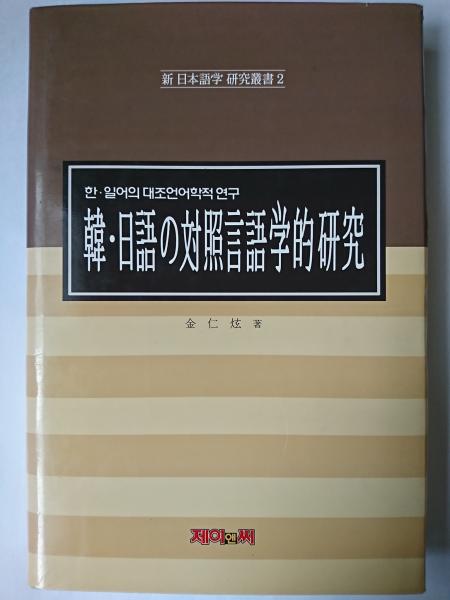 新 日本語学 研究叢書 2
한·일어의 대조언어학적 연구
韓·日語の対照言語学的研究
金 仁 炫 著
제이앤씨